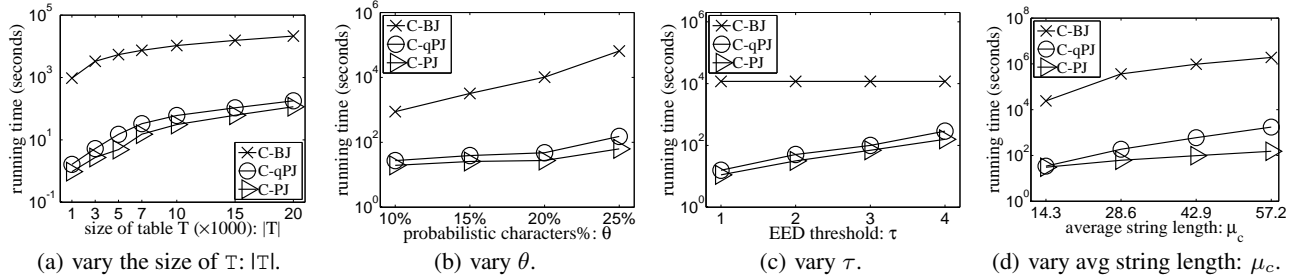 running time (seconds)
10^5
10^3
10^1
10^-1
C-BJ
C-qPJ
C-PJ
1 3 5 7 10 15 20
size of table T (×1000): |T|
(a) vary the size of T: |T|.
running time (seconds)
10^6
10^4
10^2
10^0
C-BJ
C-qPJ
C-PJ
10% 15% 20% 25%
probabilistic characters%: θ
(b) vary θ.
running time (seconds)
10^6
10^4
10^2
10^0
C-BJ
C-qPJ
C-PJ
1 2 3 4
EED threshold: τ
(c) vary τ.
running time (seconds)
10^8
10^6
10^4
10^2
10^0
C-BJ
C-qPJ
C-PJ
14.3 28.6 42.9 57.2
average string length: μc
(d) vary avg string length: μc.